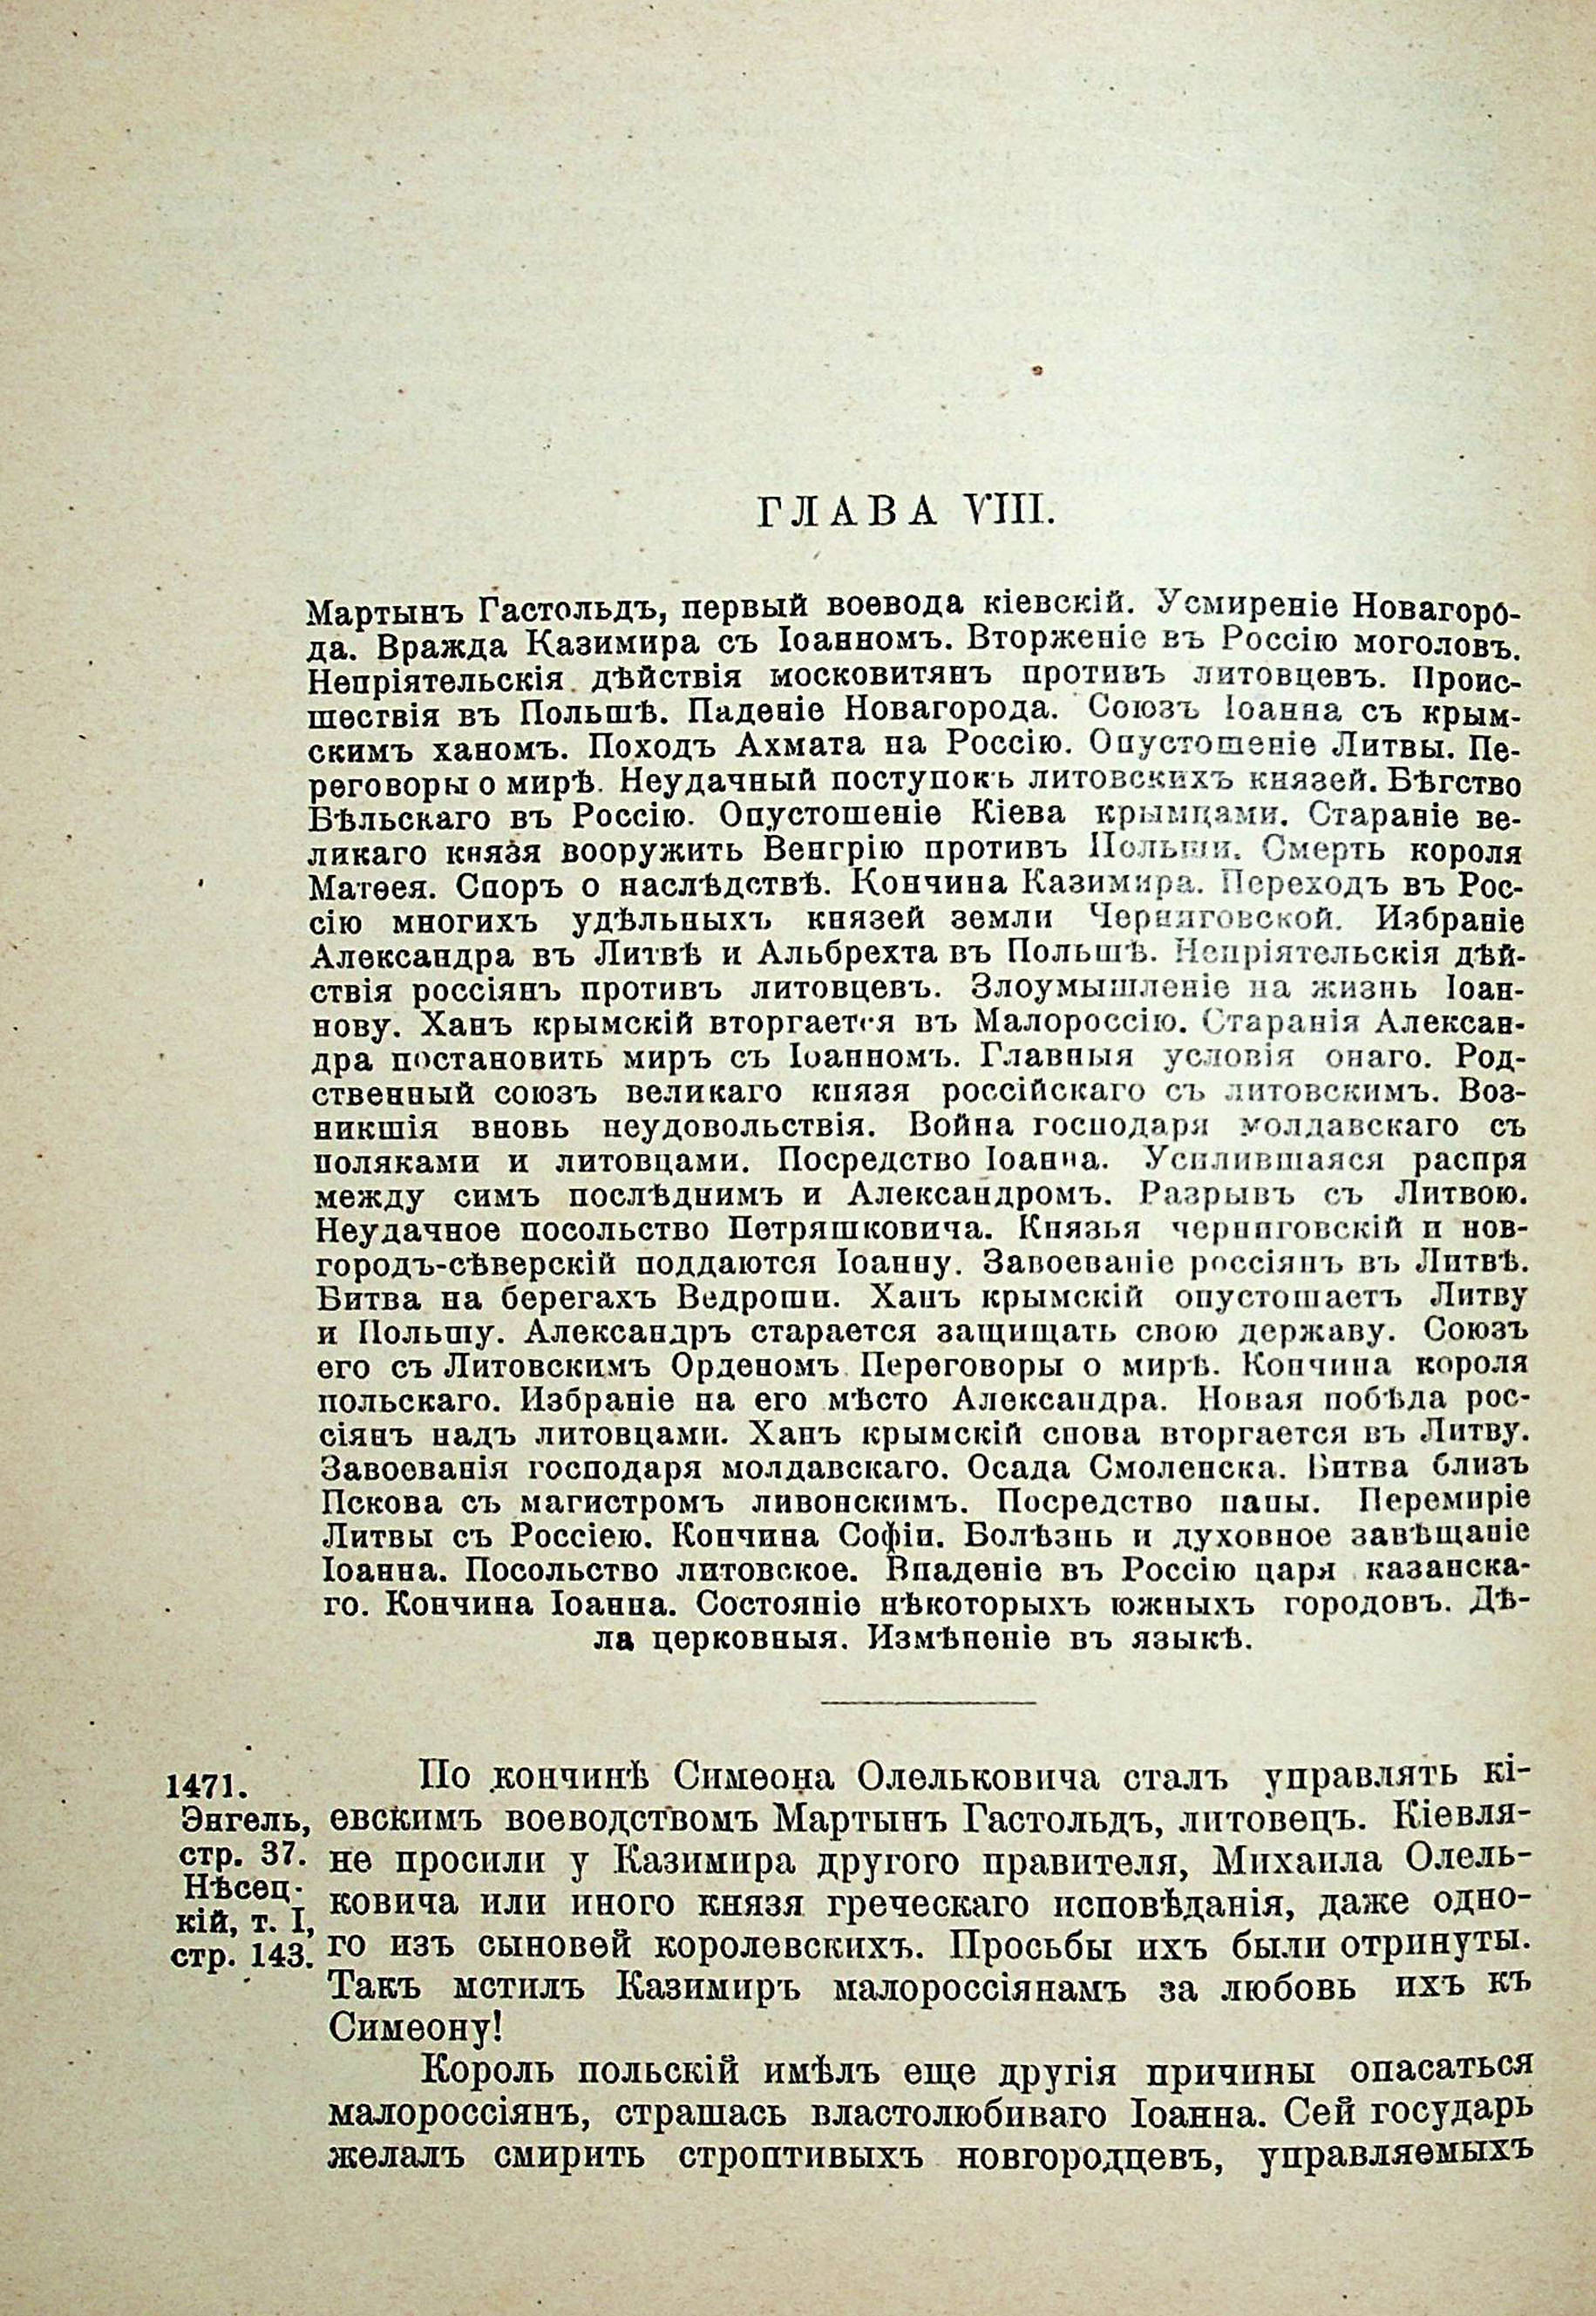 ГЛАВА VIII.
Мартынъ Гастольдъ, первый воевода кіевскій. Усмиреніе Новагоро-
да. Вражда Казимира съ Іоанномъ. Вторженіе въ Россію моголовъ.
Непріятельскія дѣйствія московитянъ противъ литовцевъ. Проис-
шествія въ Польшѣ. Паденіе Новагорода. Союзъ Іоанна съ крым-
скимъ ханомъ. Походъ Ахмата на Россію. Опустошеніе Литвы. Пе-
реговоры о мирѣ. Неудачный поступокъ литовскихъ князей. Бѣгство
Бѣльскаго въ Россію. Опустошеніе Кіева крымцами. Стараніе ве-
ликаго князя вооружить Венгрію противъ Польши. Смерть короля
Матѳея. Споръ о наслѣдствѣ. Кончина Казимира. Переходъ въ Рос-
сію многихъ удѣльныхъ князей земли Черниговской. Избраніе
Александра въ Литвѣ и Альбрехта въ Польшѣ. Непріятельскія дѣй-
ствія россіянъ противъ литовцевъ. Злоумышленіе на жизнь Іоан-
нову. Ханъ крымскій вторгается въ Малороссію. Старанія Алексан-
дра постановить миръ съ Іоанномъ. Главныя условія онаго. Род-
ственный союзъ великаго князя россійскаго съ литовскимъ. Воз-
никшія вновь неудовольствія. Война господаря молдавскаго съ
поляками и литовцами. Посредство Іоанна. Усилившаяся распря
между симъ послѣднимъ и Александромъ. Разрывъ съ Литвою.
Неудачное посольство Петряшковича. Князья черниговскій и нов-
городъ-сѣверскій поддаются Іоанну. Завоеваніе россіянъ въ Литвѣ.
Битва на берегахъ Ведроши. Ханъ крымскій опустошаетъ Литву
и Польшу. Александръ старается защищать свою державу. Союзъ
его съ Литовскимъ Орденомъ. Переговоры о мирѣ. Кончина короля
польскаго. Избраніе на его мѣсто Александра. Новая побѣда рос-
сіянъ надъ литовцами. Ханъ крымскій снова вторгается въ Литву.
Завоеванія господаря молдавскаго. Осада Смоленска. Битва близъ
Пскова съ магистромъ ливонскимъ. Посредство папы. Перемиріе
Литвы съ Россіею. Кончина Софіи. Болѣзнь и духовное завѣщаніе
Іоанна. Посольство литовское. Впаденіе въ Россію царя казанска-
го. Кончина Іоанна. Состояніе нѣкоторыхъ южныхъ городовъ. Дѣ-
ла церковныя. Измѣненіе въ языкѣ.
1471.
Энгель,
стр. 37.
Нѣсец-
кій, т. I,
стр. 143.
По кончинѣ Симеона Олельковича сталъ управлять кі-
евскимъ воеводствомъ Мартынъ Гастольдъ, литовецъ. Кіевля-
не просили у Казимира другого правителя, Михаила Олель-
ковича или иного князя греческаго исповѣданія, даже одно-
го изъ сыновей королевскихъ. Просьбы ихъ были отринуты.
Такъ мстилъ Казимиръ малороссіянамъ за любовь ихъ къ
Симеону!
Король польскій имѣлъ еще другія причины опасаться
малороссіянъ, страшась властолюбиваго Іоанна. Сей государь
желалъ смирить строптивыхъ новгородцевъ, управляемыхъ